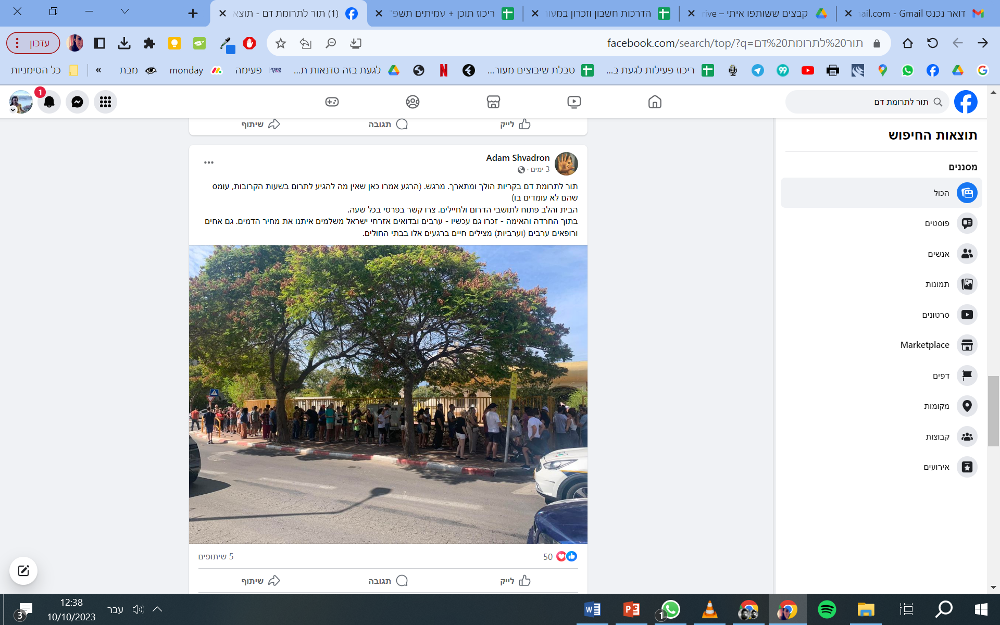 דואר נכנס
ail.com - Gmail
קבצים ששותפו איתי – rive
הדרכות חשבון וזכרון במעו
ריכוז תוכן + עמיתים תשפ"
(1) תור לתרומת דם - תוצא
facebook.com/search/top/?q=תור%20לתרומת%20דם
עדכון
ריכוז פעילות לגעת ב...
טבלת שיבוצים מעור...
לגעת בזה סדנאות ת...
פעימה
monday
מבת
»
כל הסימניות
תור לתרומת דם
1
תוצאות החיפוש
מסננים
הכול
פוסטים
אנשים
תמונות
סרטונים
Marketplace
דפים
מקומות
קבוצות
אירועים
לייק
תגובה
שיתוף
Adam Shvadron
3 ימים ·
תור לתרומת דם בקריות הולך ומתארך. מרגש. (הרגע אמרו כאן שאין מה להגיע לתרום בשעות הקרובות, עומס
שהם לא עומדים בו)
הבית והלב פתוח לתושבי הדרום ולחיילים. צרו קשר בפרטי בכל שעה.
בתוך החרדה והאימה - זכרו גם עכשיו - ערבים ובדואים אזרחי ישראל משלמים איתנו את מחיר הדמים. גם אחים
ורופאים ערבים (וערביות) מצילים חיים ברגעים אלו בבתי החולים.
50
5 שיתופים
לייק
תגובה
שיתוף
1
עבר
12:38
10/10/2023
3